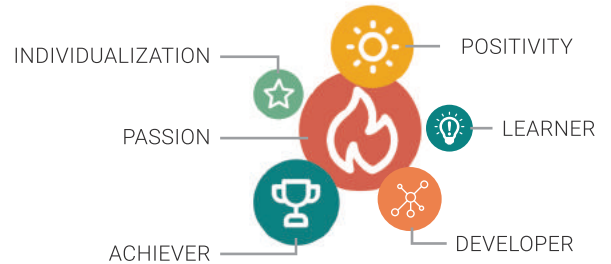 INDIVIDUALIZATION
POSITIVITY
PASSION
LEARNER
ACHIEVER
DEVELOPER